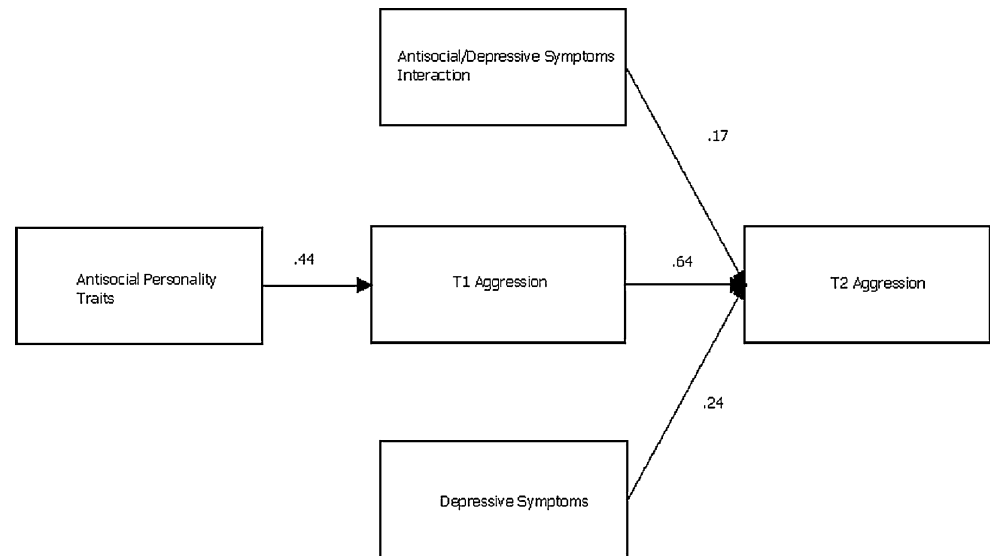 Antisocial/Depressive Symptoms
Interaction
.17
Antisocial Personality
Traits
.44
T1 Aggression
.64
T2 Aggression
.24
Depressive Symptoms